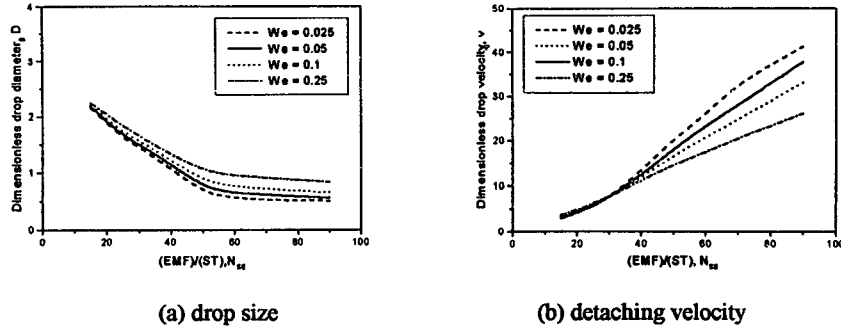 4
3
2
1
0
0
20
40
60
80
100
Dimensionless drop diameter, D
(EMF)/(ST), Nse
We = 0.025
We = 0.05
We = 0.1
We = 0.25
(a) drop size
50
40
30
20
10
0
0
20
40
60
80
100
Dimensionless drop velocity, v
(EMF)/(ST), Nse
We = 0.025
We = 0.05
We = 0.1
We = 0.25
(b) detaching velocity